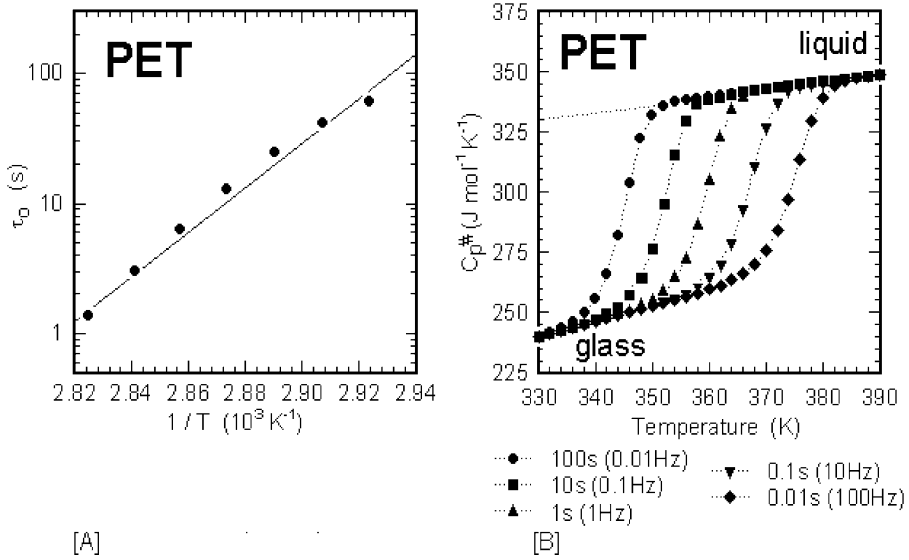 PET
100
10
1
τo (s)
2.82 2.84 2.86 2.88 2.90 2.92 2.94
1 / T (10³ K⁻¹)
[A]
PET
liquid
glass
375
350
325
300
275
250
225
Cp# (J mol⁻¹ K⁻¹)
330 340 350 360 370 380 390
Temperature (K)
100s (0.01Hz)
10s (0.1Hz)
1s (1Hz)
0.1s (10Hz)
0.01s (100Hz)
[B]